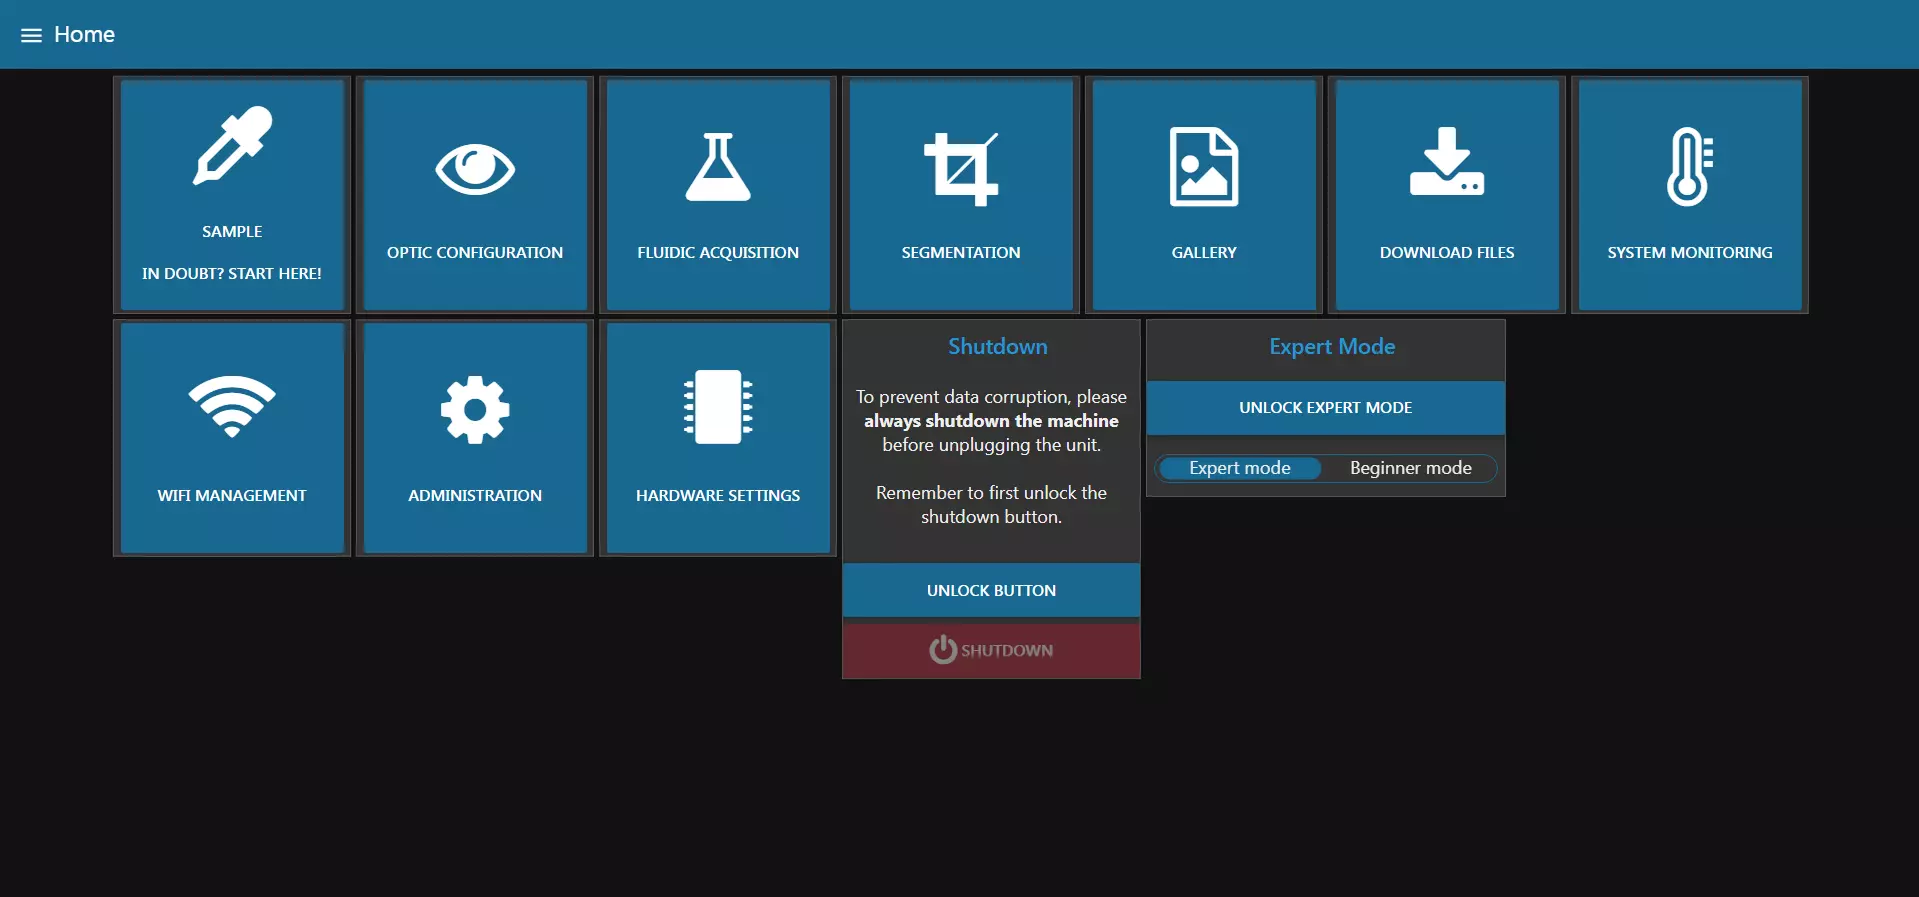 Home
SAMPLE
IN DOUBT? START HERE!
OPTIC CONFIGURATION
FLUIDIC ACQUISITION
SEGMENTATION
GALLERY
DOWNLOAD FILES
SYSTEM MONITORING
WIFI MANAGEMENT
ADMINISTRATION
HARDWARE SETTINGS
Shutdown
To prevent data corruption, please
always shutdown the machine
before unplugging the unit.
Remember to first unlock the
shutdown button.
UNLOCK BUTTON
SHUTDOWN
Expert Mode
UNLOCK EXPERT MODE
Expert mode
Beginner mode